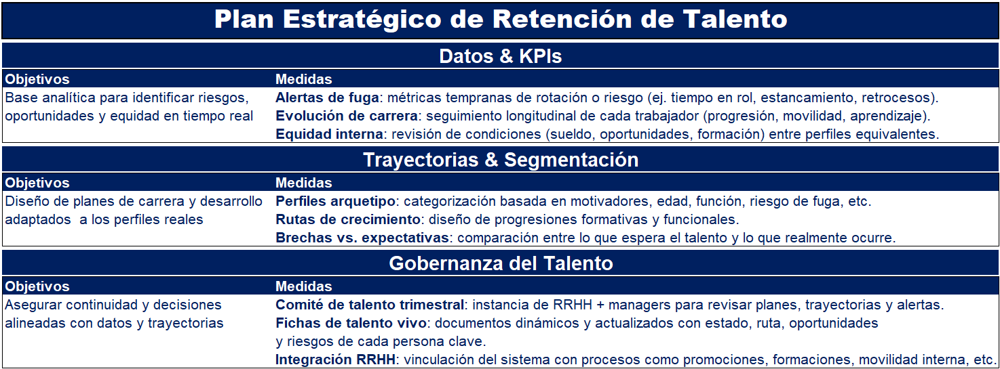 Plan Estratégico de Retención de Talento
Datos & KPIs
Objetivos Medidas
Base analítica para identificar riesgos, Alertas de fuga: métricas tempranas de rotación o riesgo (ej. tiempo en rol, estancamiento, retrocesos).
oportunidades y equidad en tiempo real Evolución de carrera: seguimiento longitudinal de cada trabajador (progresión, movilidad, aprendizaje).
Equidad interna: revisión de condiciones (sueldo, oportunidades, formación) entre perfiles equivalentes.
Trayectorias & Segmentación
Objetivos Medidas
Diseño de planes de carrera y desarrollo Perfiles arquetipo: categorización basada en motivadores, edad, función, riesgo de fuga, etc.
adaptados  a los perfiles reales Rutas de crecimiento: diseño de progresiones formativas y funcionales.
Brechas vs. expectativas: comparación entre lo que espera el talento y lo que realmente ocurre.
Gobernanza del Talento
Objetivos Medidas
Asegurar continuidad y decisiones Comité de talento trimestral: instancia de RRHH + managers para revisar planes, trayectorias y alertas.
alineadas con datos y trayectorias Fichas de talento vivo: documentos dinámicos y actualizados con estado, ruta, oportunidades
y riesgos de cada persona clave.
Integración RRHH: vinculación del sistema con procesos como promociones, formaciones, movilidad interna, etc.